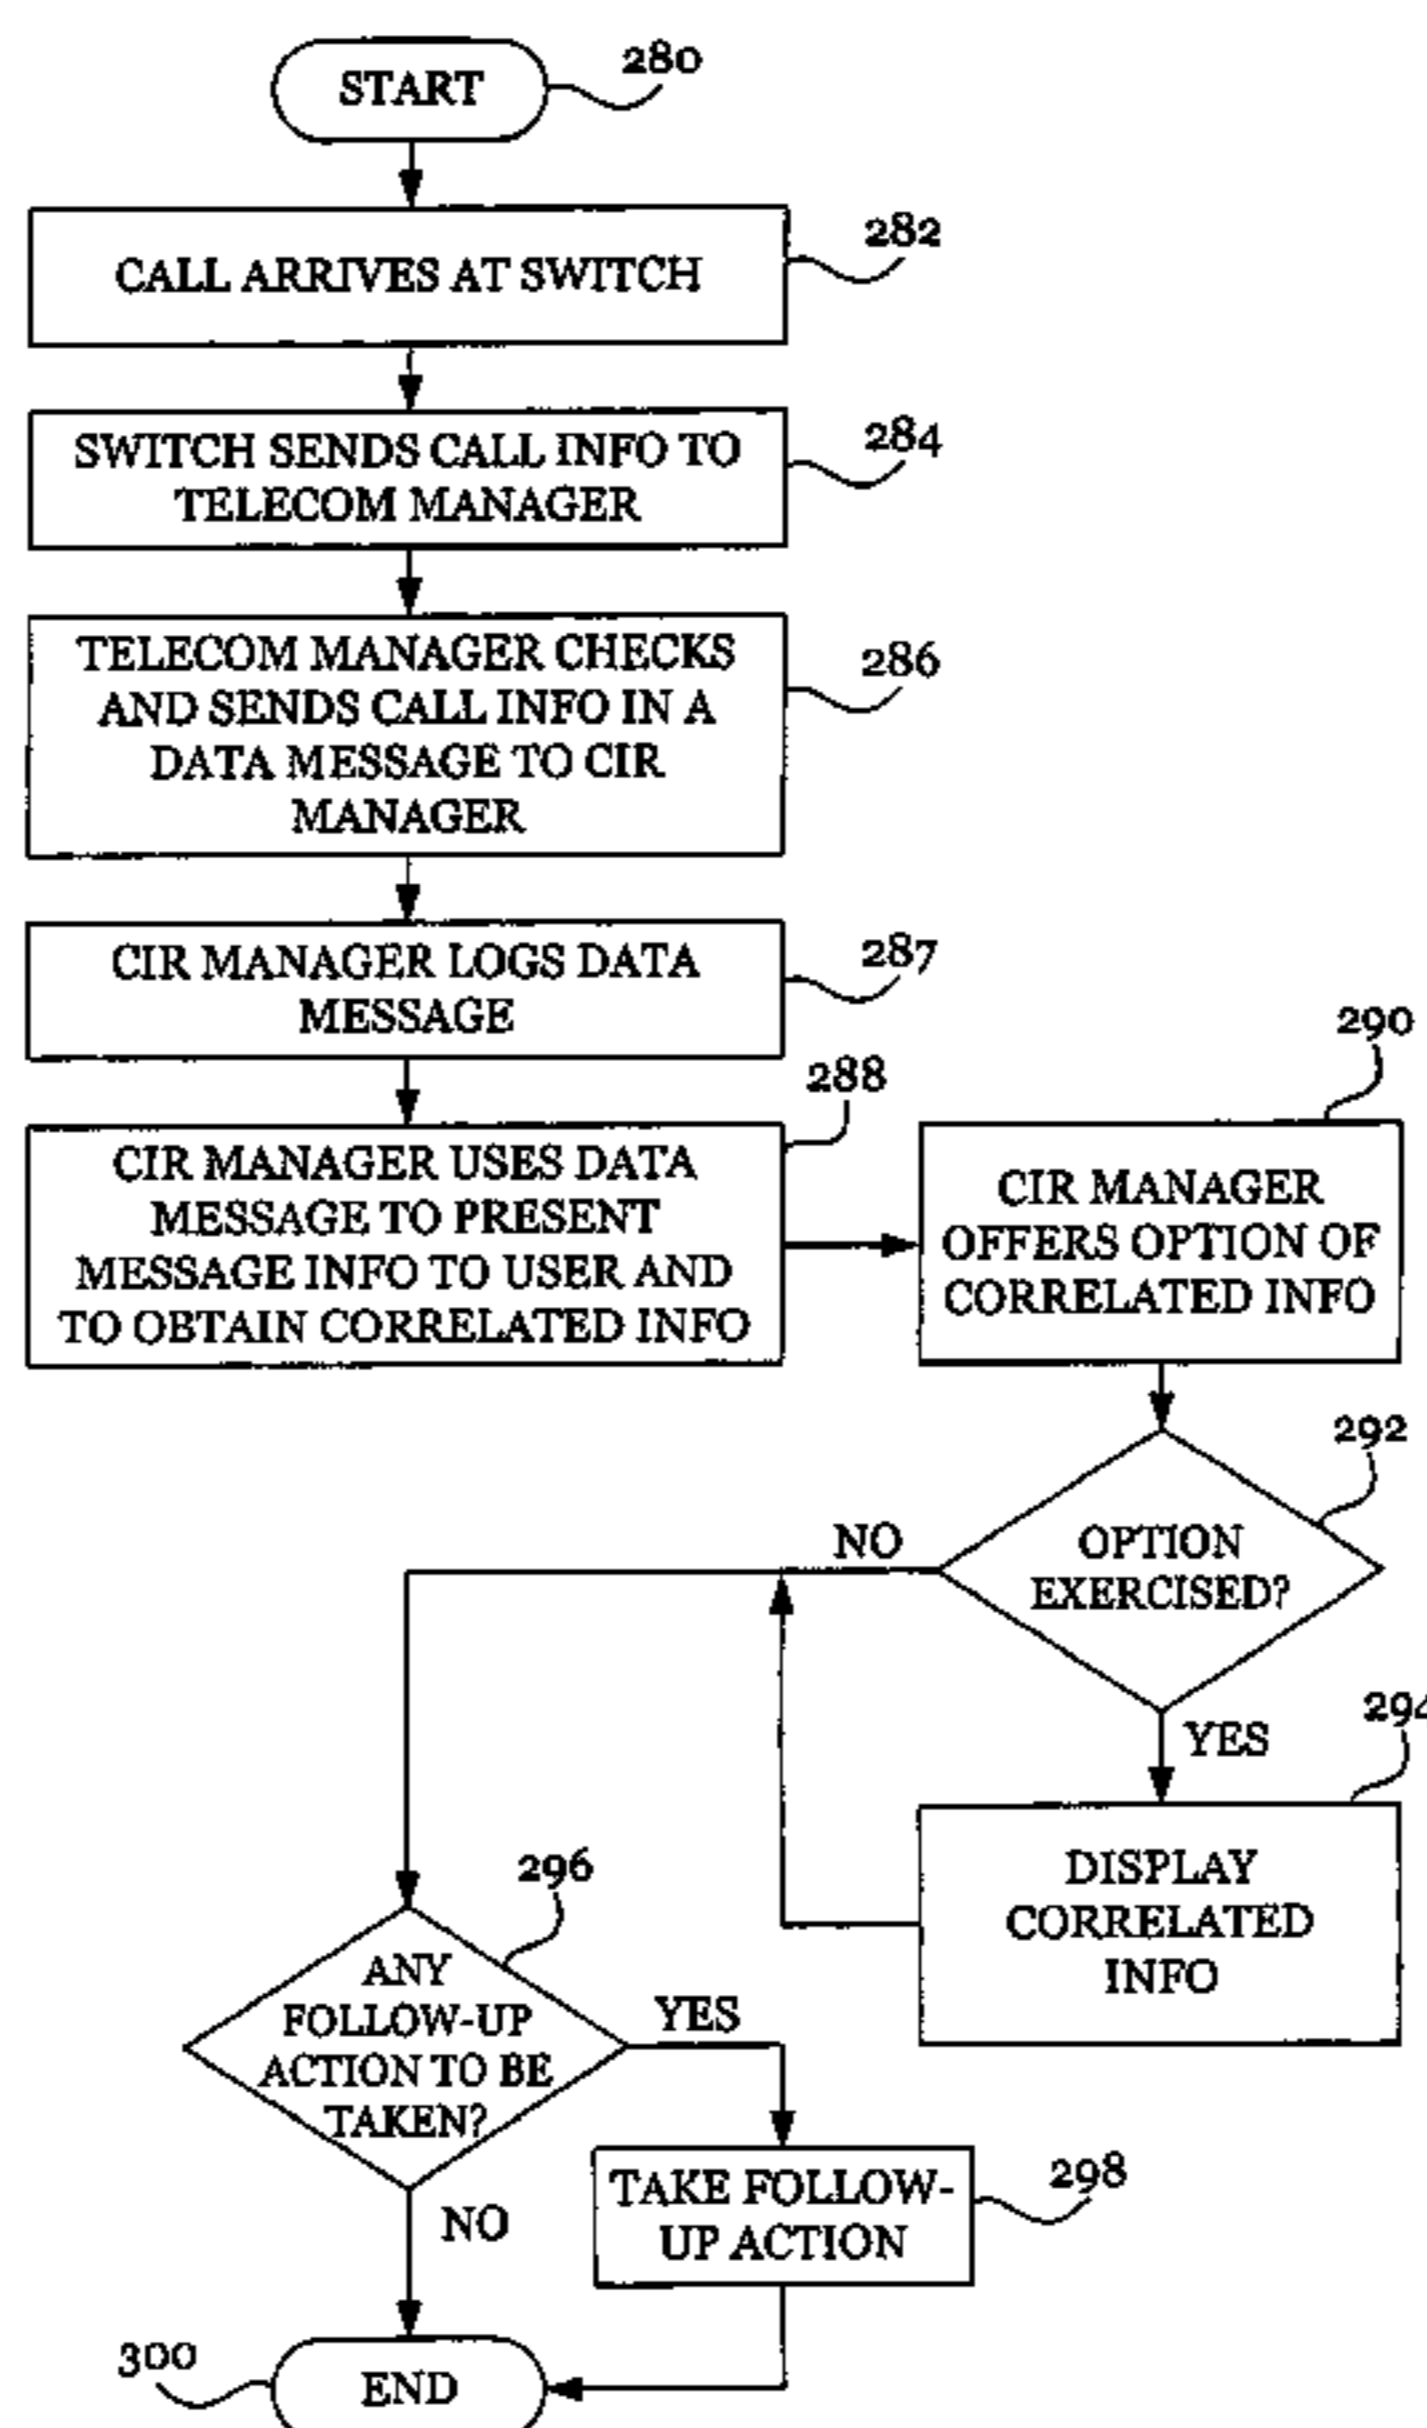 START
280
CALL ARRIVES AT SWITCH
282
SWITCH SENDS CALL INFO TO
TELECOM MANAGER
284
TELECOM MANAGER CHECKS
AND SENDS CALL INFO IN A
DATA MESSAGE TO CIR
MANAGER
286
CIR MANAGER LOGS DATA
MESSAGE
287
CIR MANAGER USES DATA
MESSAGE TO PRESENT
MESSAGE INFO TO USER AND
TO OBTAIN CORRELATED INFO
288
290
CIR MANAGER
OFFERS OPTION OF
CORRELATED INFO
292
OPTION
EXERCISED?
NO
YES
294
DISPLAY
CORRELATED
INFO
296
ANY
FOLLOW-UP
ACTION TO BE
TAKEN?
YES
NO
TAKE FOLLOW-
UP ACTION
298
300
END